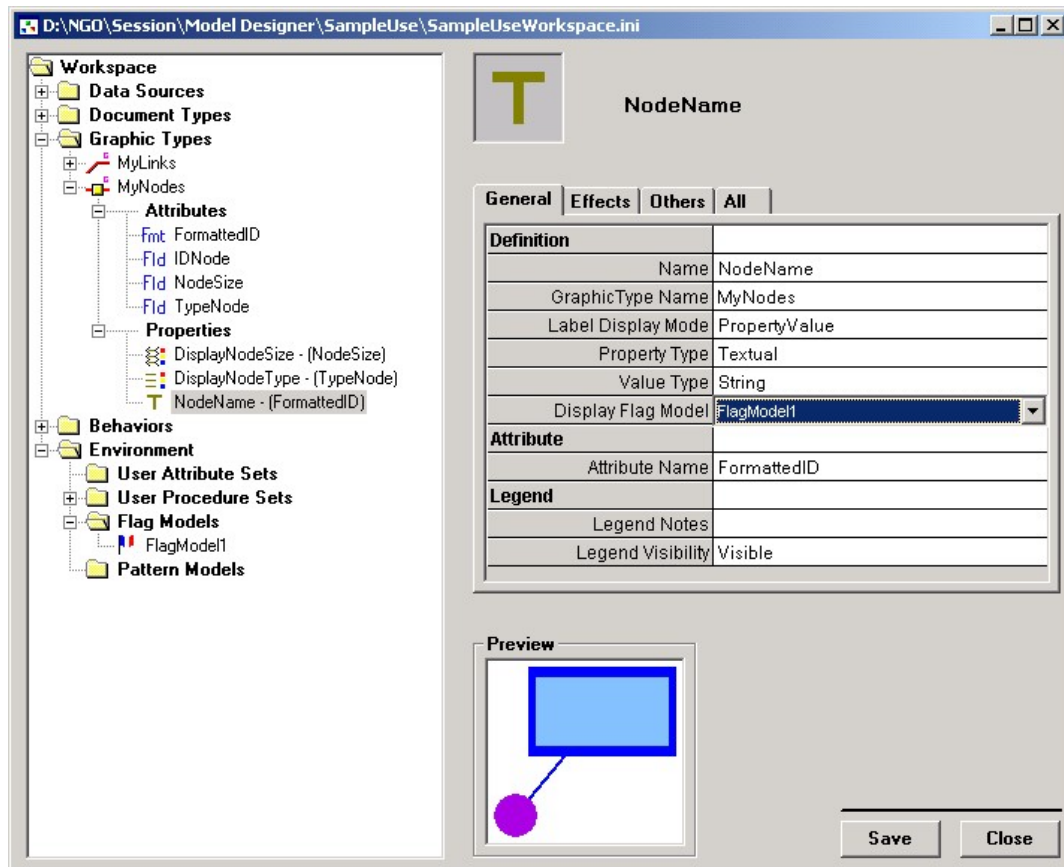 D:\NGO\Session\Model Designer\SampleUse\SampleUseWorkspace.ini
Workspace
Data Sources
Document Types
Graphic Types
MyLinks
MyNodes
Attributes
Fmt FormattedID
Fld IDNode
Fld NodeSize
Fld TypeNode
Properties
DisplayNodeSize - (NodeSize)
DisplayNodeType - (TypeNode)
T NodeName - (FormattedID)
Behaviors
Environment
User Attribute Sets
User Procedure Sets
Flag Models
FlagModel1
Pattern Models
T NodeName
General Effects Others All
Definition
Name NodeName
GraphicType Name MyNodes
Label Display Mode PropertyValue
Property Type Textual
Value Type String
Display Flag Model FlagModel1
Attribute
Attribute Name FormattedID
Legend
Legend Notes
Legend Visibility Visible
Preview
Save Close